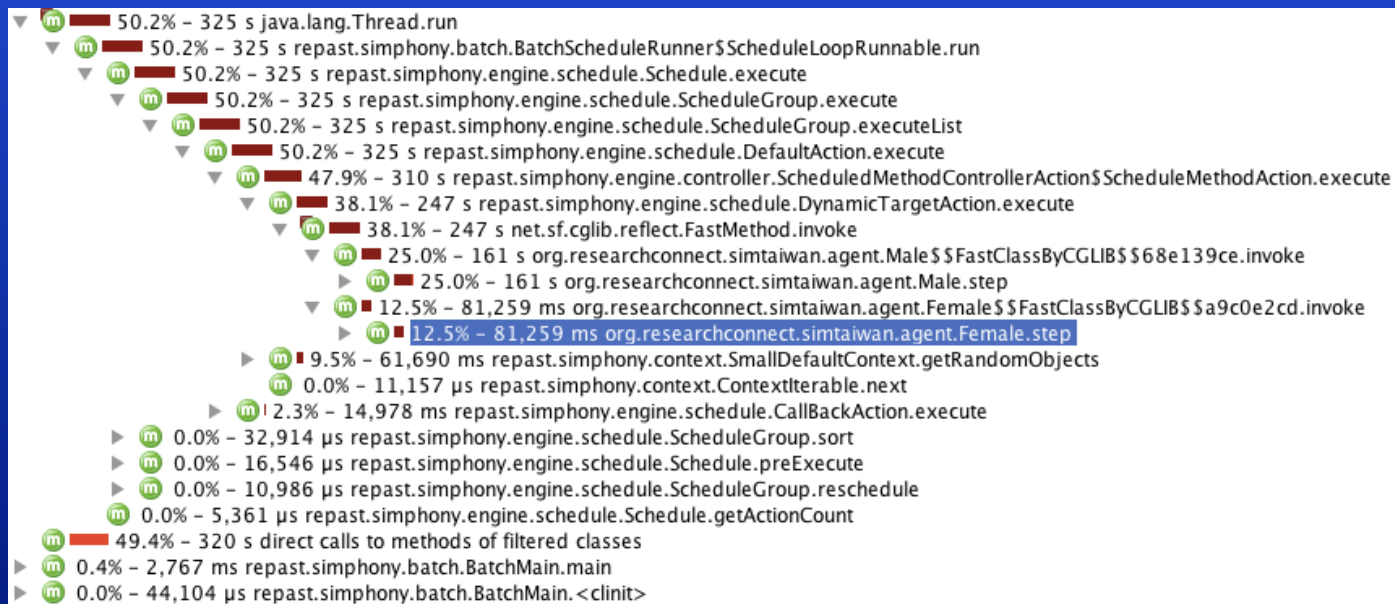 50.2% – 325 s java.lang.Thread.run
50.2% – 325 s repast.simphony.batch.BatchScheduleRunner$ScheduleLoopRunnable.run
50.2% – 325 s repast.simphony.engine.schedule.Schedule.execute
50.2% – 325 s repast.simphony.engine.schedule.ScheduleGroup.execute
50.2% – 325 s repast.simphony.engine.schedule.ScheduleGroup.executeList
50.2% – 325 s repast.simphony.engine.schedule.DefaultAction.execute
47.9% – 310 s repast.simphony.engine.controller.ScheduledMethodControllerAction$ScheduleMethodAction.execute
38.1% – 247 s repast.simphony.engine.schedule.DynamicTargetAction.execute
38.1% – 247 s net.sf.cglib.reflect.FastMethod.invoke
25.0% – 161 s org.researchconnect.simtaiwan.agent.Male$$FastClassByCGLIB$$68e139ce.invoke
25.0% – 161 s org.researchconnect.simtaiwan.agent.Male.step
12.5% – 81,259 ms org.researchconnect.simtaiwan.agent.Female$$FastClassByCGLIB$$a9c0e2cd.invoke
12.5% – 81,259 ms org.researchconnect.simtaiwan.agent.Female.step
9.5% – 61,690 ms repast.simphony.context.SmallDefaultContext.getRandomObjects
0.0% – 11,157 µs repast.simphony.context.ContextIterable.next
2.3% – 14,978 ms repast.simphony.engine.schedule.CallBackAction.execute
0.0% – 32,914 µs repast.simphony.engine.schedule.ScheduleGroup.sort
0.0% – 16,546 µs repast.simphony.engine.schedule.Schedule.preExecute
0.0% – 10,986 µs repast.simphony.engine.schedule.ScheduleGroup.reschedule
0.0% – 5,361 µs repast.simphony.engine.schedule.Schedule.getActionCount
49.4% – 320 s direct calls to methods of filtered classes
0.4% – 2,767 ms repast.simphony.batch.BatchMain.main
0.0% – 44,104 µs repast.simphony.batch.BatchMain.<clinit>